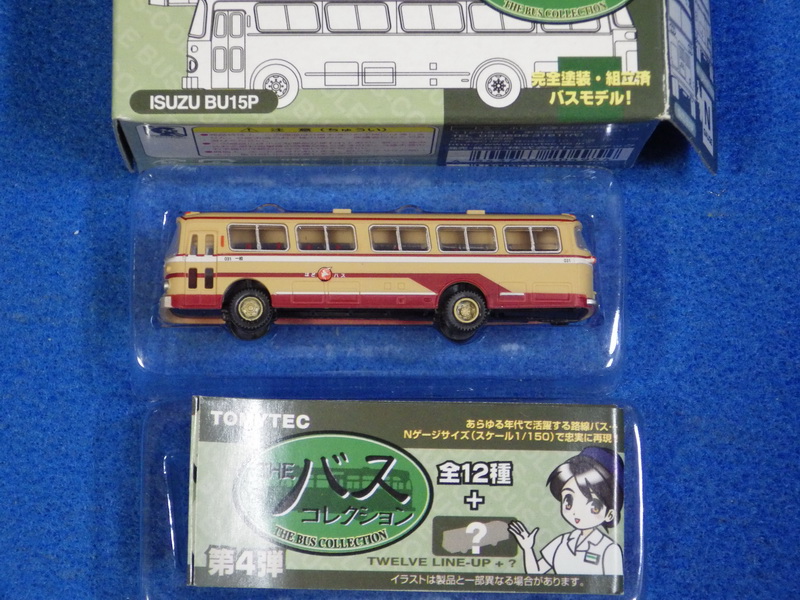 THE BUS COLLECTION
完全塗装・組立済
バスモデル!
ISUZU BU15P
バス
TOMYTEC
あらゆる年代で活躍する路線バス…
Nゲージサイズ(スケール1/150)で忠実に再現
THE
バス
コレクション
THE BUS COLLECTION
全12種
+
?
第4弾
TWELVE LINE-UP + ?
イラストは製品と一部異なる場合があります。